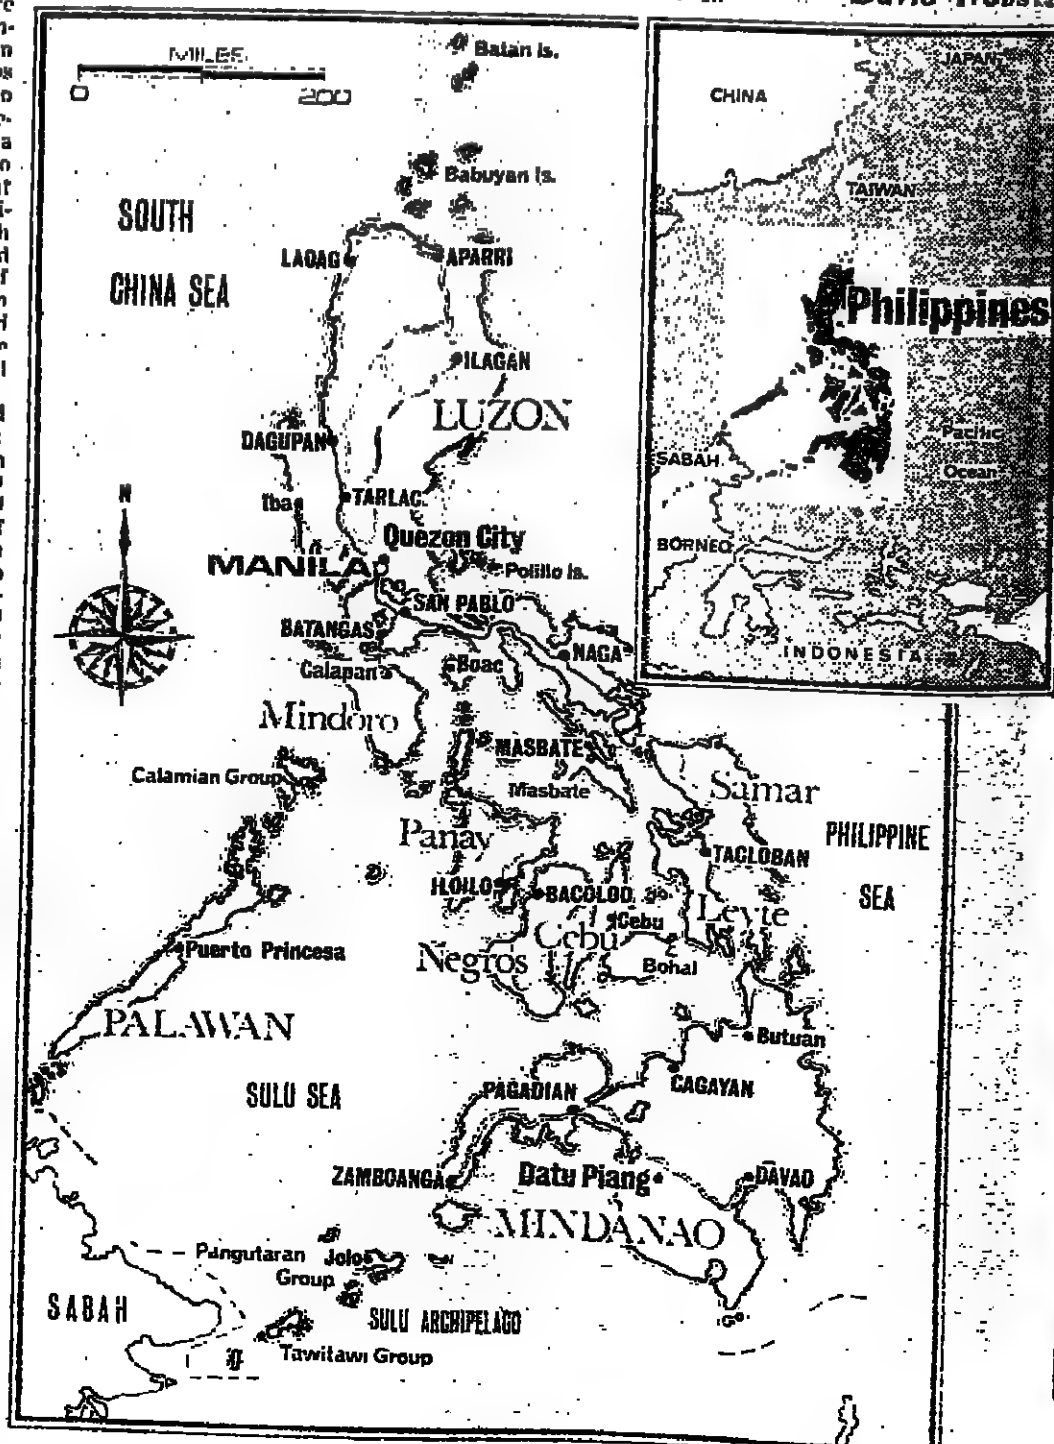 MILES
0 200
Batan Is.
Babuyan Is.
SOUTH
CHINA SEA
LAOAG
APARRI
ILAGAN
LUZON
DAGUPAN
Iba
TARLAC
N
Quezon City
MANILA
Polillo Is.
SAN PABLO
BATANGAS
NAGA
Calapan
Boac
Mindoro
MASBATE
Masbate
Calamian Group
Samar
Panay
PHILIPPINE
SEA
TACLOBAN
ILOILO
BACOLOD
Cebu
Leyte
Cebu
Negros
Bohal
Puerto Princesa
PALAWAN
Butuan
SULU SEA
PAGADIAN
CAGAYAN
ZAMBOANGA
Datu Piang
DAVAO
MINDANAO
Pangutaran
Group
Jolo
SABAH
SULU ARCHIPELAGO
Tawitawi Group
JAPAN
CHINA
TAIWAN
Philippines
Pacific
Ocean
SABAH
BORNEO
INDONESIA